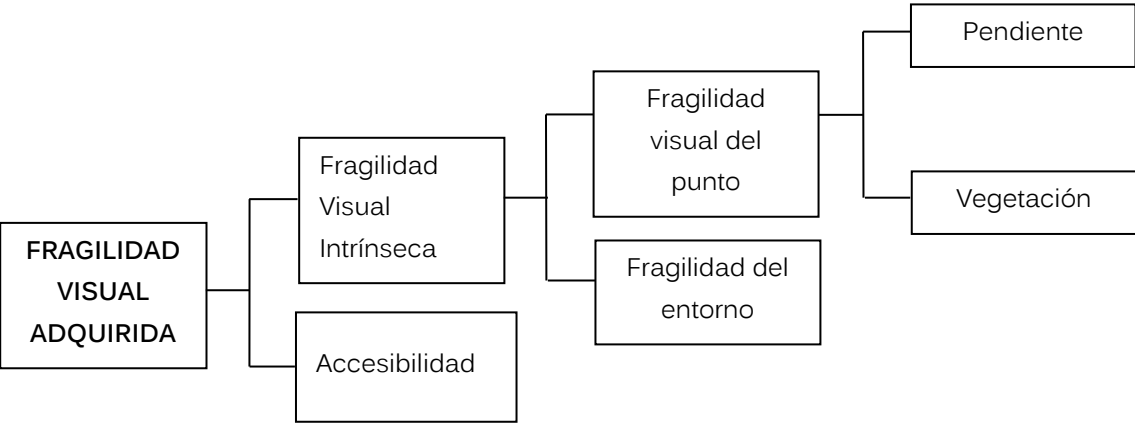 FRAGILIDAD
VISUAL
ADQUIRIDA
Fragilidad
Visual
Intrínseca
Accesibilidad
Fragilidad
visual del
punto
Fragilidad del
entorno
Pendiente
Vegetación